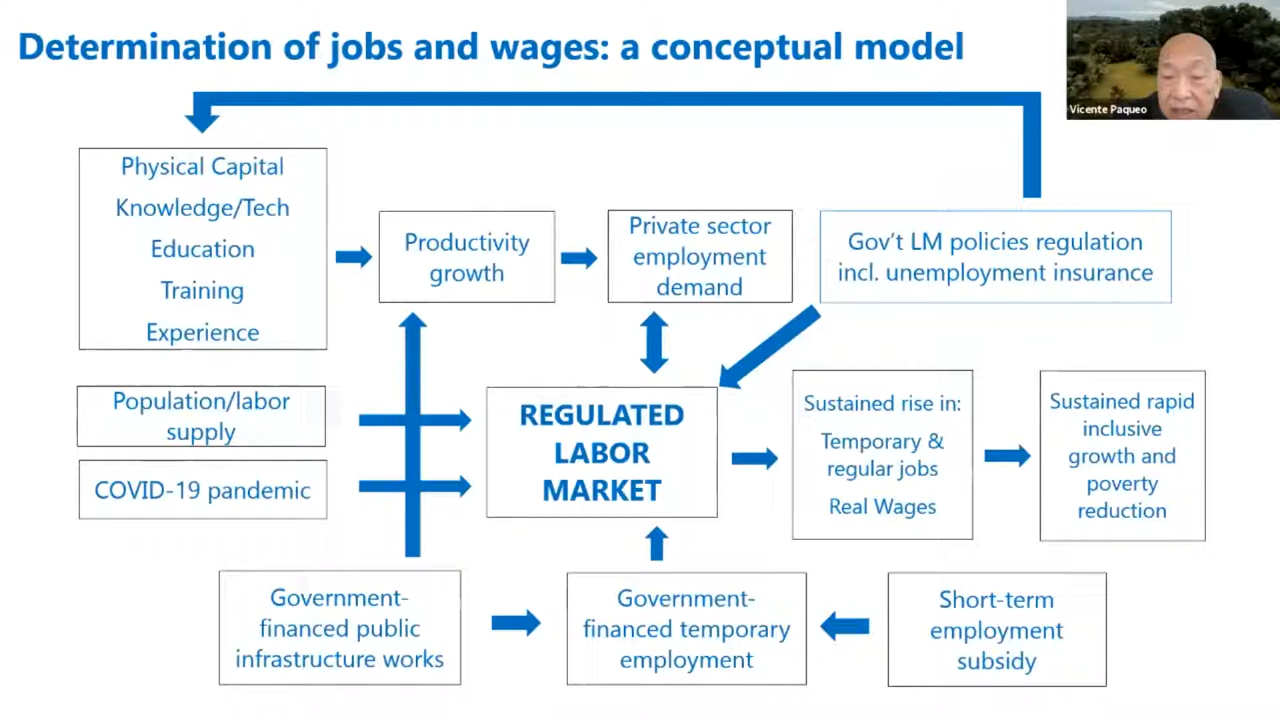 Determination of jobs and wages: a conceptual model
Vicente Paqueo
Physical Capital
Knowledge/Tech
Education
Training
Experience
Productivity
growth
Private sector
employment
demand
Gov't LM policies regulation
incl. unemployment insurance
Population/labor
supply
COVID-19 pandemic
REGULATED
LABOR
MARKET
Sustained rise in:
Temporary &
regular jobs
Real Wages
Sustained rapid
inclusive
growth and
poverty
reduction
Government-
financed public
infrastructure works
Government-
financed temporary
employment
Short-term
employment
subsidy